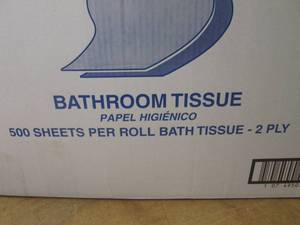 BATHROOM TISSUE
PAPEL HIGIÉNICO
500 SHEETS PER ROLL BATH TISSUE - 2 PLY